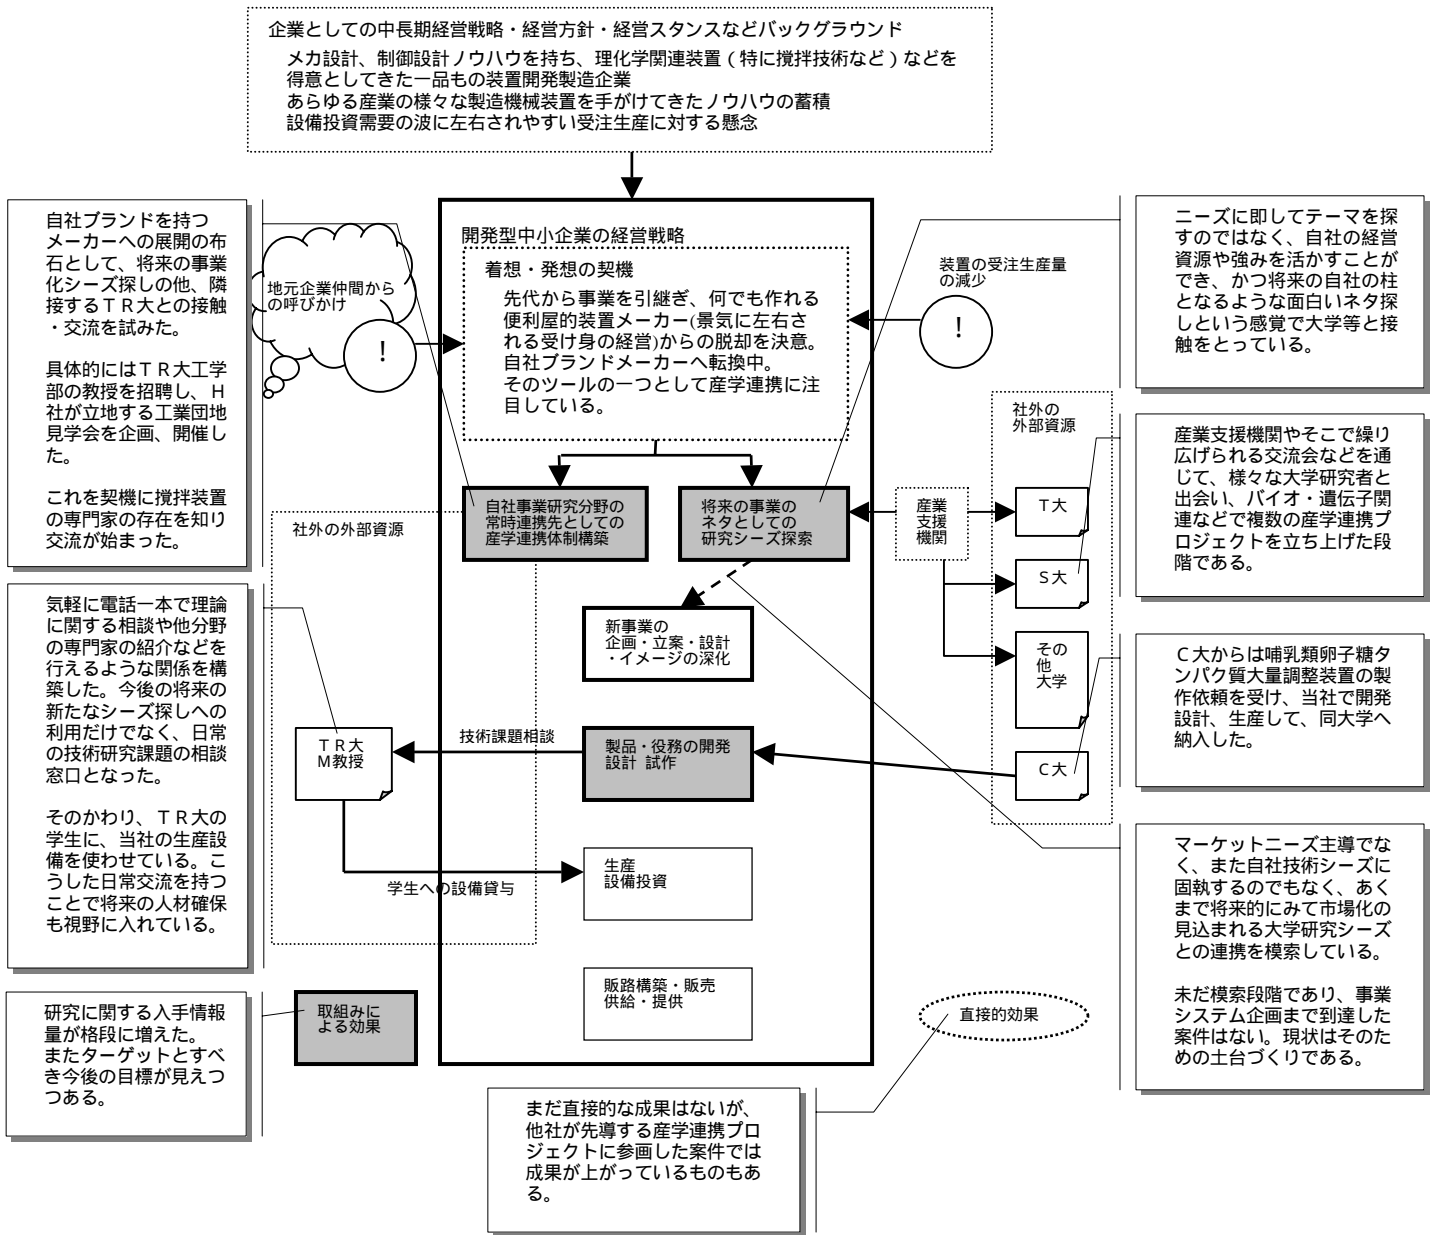 企業としての中長期経営戦略・経営方針・経営スタンスなどバックグラウンド
メカ設計、制御設計ノウハウを持ち、理化学関連装置（特に撹拌技術など）などを
得意としてきた一品もの装置開発製造企業
あらゆる産業の様々な製造機械装置を手がけてきたノウハウの蓄積
設備投資需要の波に左右されやすい受注生産に対する懸念
自社ブランドを持つ
メーカーへの展開の布
石として、将来の事業
化シーズ探しの他、隣
接するＴＲ大との接触
・交流を試みた。
具体的にはＴＲ大工学
部の教授を招聘し、Ｈ
社が立地する工業団地
見学会を企画、開催し
た。
これを契機に撹拌装置
の専門家の存在を知り
交流が始まった。
地元企業仲間から
の呼びかけ
！
開発型中小企業の経営戦略
着想・発想の契機
先代から事業を引継ぎ、何でも作れる
便利屋的装置メーカー(景気に左右さ
れる受け身の経営)からの脱却を決意。
自社ブランドメーカーへ転換中。
そのツールの一つとして産学連携に注
目している。
装置の受注生産量
の減少
！
ニーズに即してテーマを探
すのではなく、自社の経営
資源や強みを活かすことが
でき、かつ将来の自社の柱
となるような面白いネタ探
しという感覚で大学等と接
触をとっている。
社外の
外部資源
産業支援機関やそこで繰り
広げられる交流会などを通
じて、様々な大学研究者と
出会い、バイオ・遺伝子関
連などで複数の産学連携プ
ロジェクトを立ち上げた段
階である。
自社事業研究分野の
常時連携先としての
産学連携体制構築
将来の事業の
ネタとしての
研究シーズ探索
産業
支援
機関
Ｔ大
Ｓ大
その
他
大学
Ｃ大
社外の外部資源
気軽に電話一本で理論
に関する相談や他分野
の専門家の紹介などを
行えるような関係を構
築した。今後の将来の
新たなシーズ探しへの
利用だけでなく、日常
の技術研究課題の相談
窓口となった。
そのかわり、ＴＲ大の
学生に、当社の生産設
備を使わせている。こ
うした日常交流を持つ
ことで将来の人材確保
も視野に入れている。
新事業の
企画・立案・設計
・イメージの深化
Ｃ大からは哺乳類卵子糖タ
ンパク質大量調整装置の製
作依頼を受け、当社で開発
設計、生産して、同大学へ
納入した。
ＴＲ大
Ｍ教授
技術課題相談
製品・役務の開発
設計 試作
学生への設備貸与
生産
設備投資
マーケットニーズ主導でな
く、また自社技術シーズに
固執するのでもなく、あく
まで将来的にみて市場化の
見込まれる大学研究シーズ
との連携を模索している。
未だ模索段階であり、事業
システム企画まで到達した
案件はない。現状はそのた
めの土台づくりである。
販路構築・販売
供給・提供
研究に関する入手情報
量が格段に増えた。
またターゲットとすべ
き今後の目標が見えつ
つある。
取組みに
よる効果
直接的効果
まだ直接的な成果はないが、
他社が先導する産学連携プロ
ジェクトに参画した案件では
成果が上がっているものもあ
る。